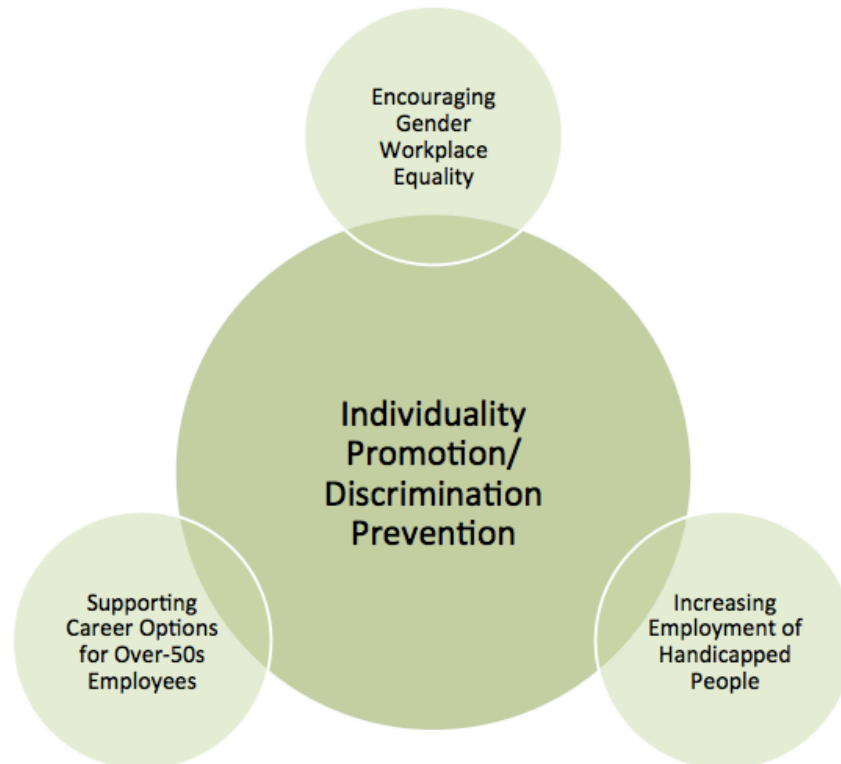 Encouraging
Gender
Workplace
Equality
Individuality
Promotion/
Discrimination
Prevention
Supporting
Career Options
for Over-50s
Employees
Increasing
Employment of
Handicapped
People